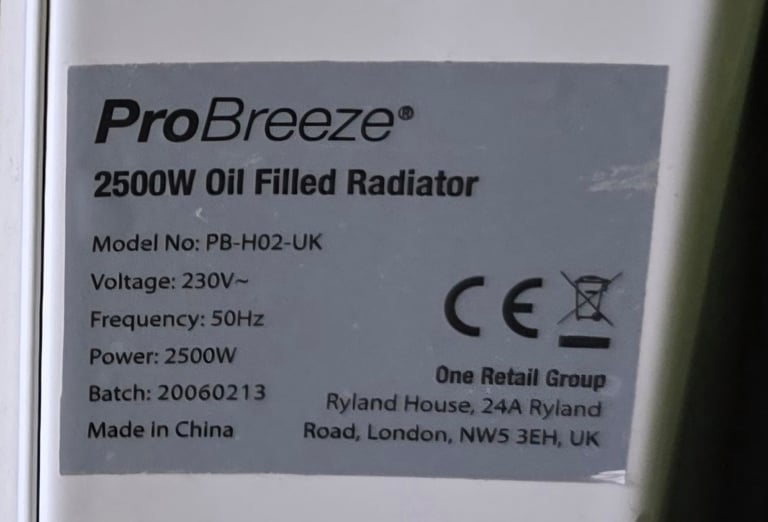 ProBreeze®
2500W Oil Filled Radiator
Model No: PB-H02-UK
Voltage: 230V~
Frequency: 50Hz
Power: 2500W
Batch: 20060213
Made in China
CE
One Retail Group
Ryland House, 24A Ryland
Road, London, NW5 3EH, UK